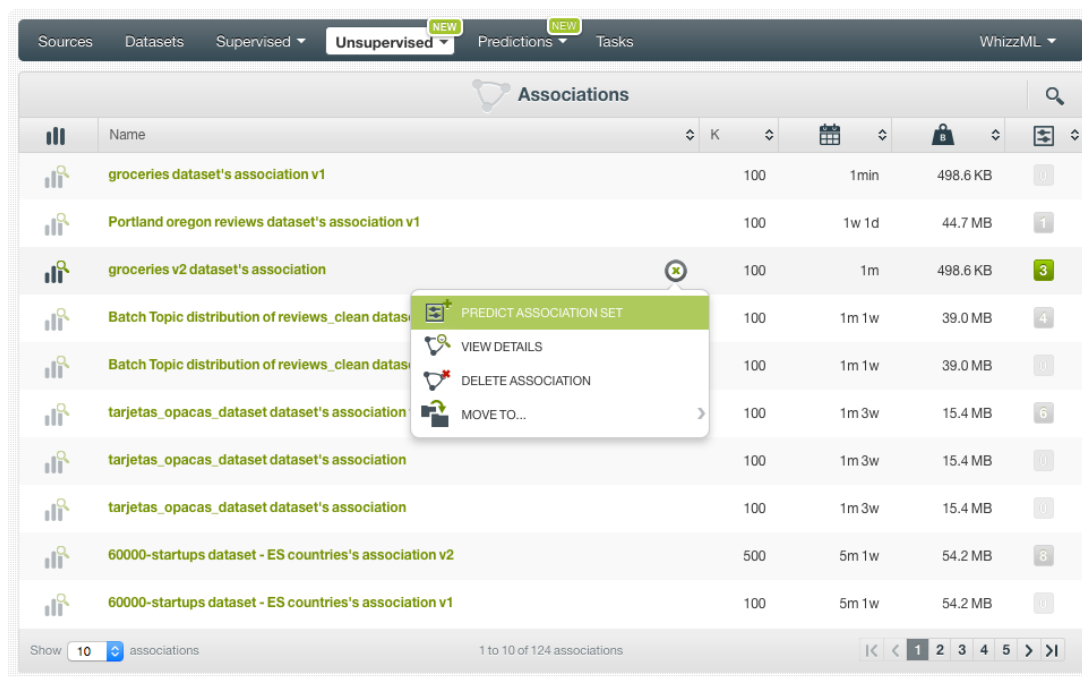 NEW NEW
Sources Datasets Supervised Unsupervised Predictions Tasks WhizzML
Associations
Name K B
groceries dataset's association v1 100 1min 498.6 KB 0
Portland oregon reviews dataset's association v1 100 1w 1d 44.7 MB 1
groceries v2 dataset's association 100 1m 498.6 KB 3
PREDICT ASSOCIATION SET
Batch Topic distribution of reviews_clean datas 100 1m 1w 39.0 MB 4
VIEW DETAILS
Batch Topic distribution of reviews_clean datas 100 1m 1w 39.0 MB 0
DELETE ASSOCIATION
tarjetas_opacas_dataset dataset's association 100 1m 3w 15.4 MB 6
MOVE TO...
tarjetas_opacas_dataset dataset's association 100 1m 3w 15.4 MB 0
tarjetas_opacas_dataset dataset's association 100 1m 3w 15.4 MB 0
60000-startups dataset - ES countries's association v2 500 5m 1w 54.2 MB 8
60000-startups dataset - ES countries's association v1 100 5m 1w 54.2 MB 0
Show 10 associations 1 to 10 of 124 associations 1 2 3 4 5